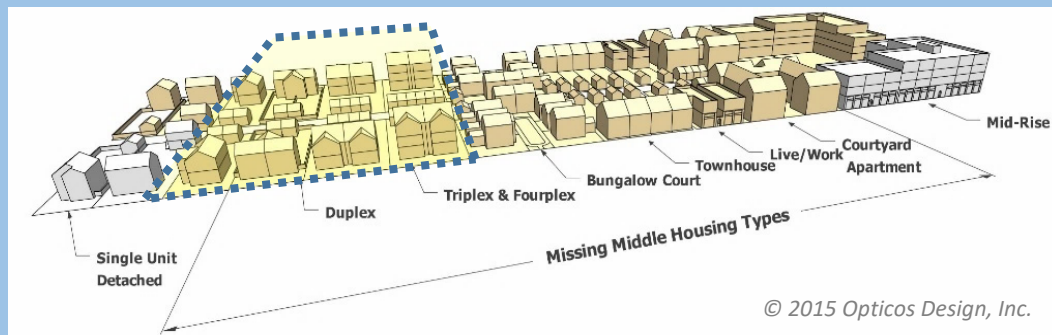 Single Unit
Detached
Duplex
Triplex & Fourplex
Bungalow Court
Townhouse
Live/Work
Courtyard
Apartment
Mid-Rise
Missing Middle Housing Types
© 2015 Opticos Design, Inc.